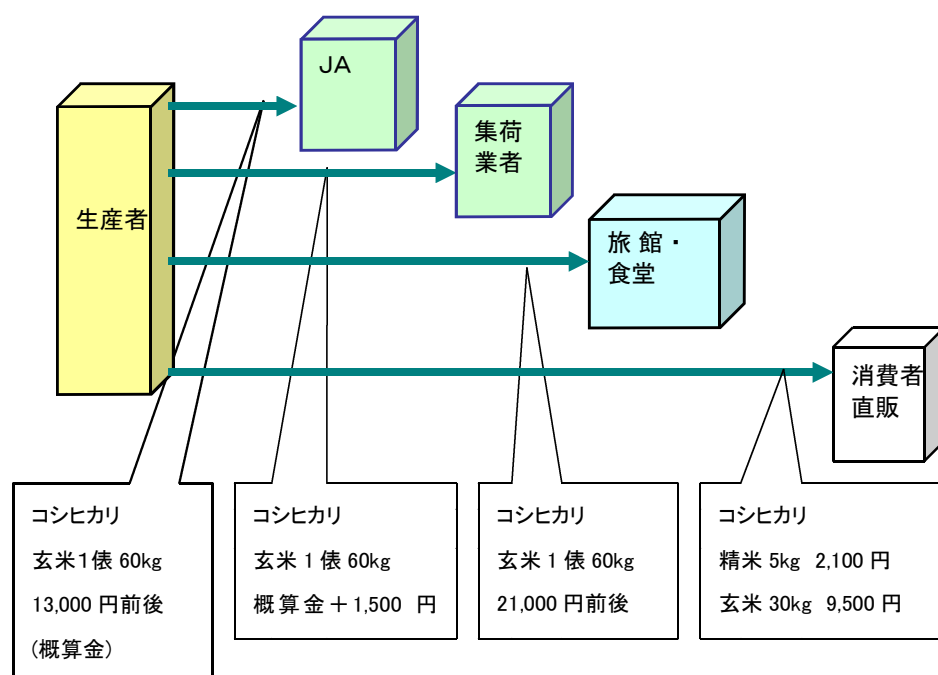 JA
集荷
業者
生産者
旅館・
食堂
消費者
直販
コシヒカリ
玄米1俵 60kg
13,000 円前後
(概算金)
コシヒカリ
玄米 1 俵 60kg
概算金＋1,500 円
コシヒカリ
玄米 1 俵 60kg
21,000 円前後
コシヒカリ
精米 5kg 2,100 円
玄米 30kg 9,500 円